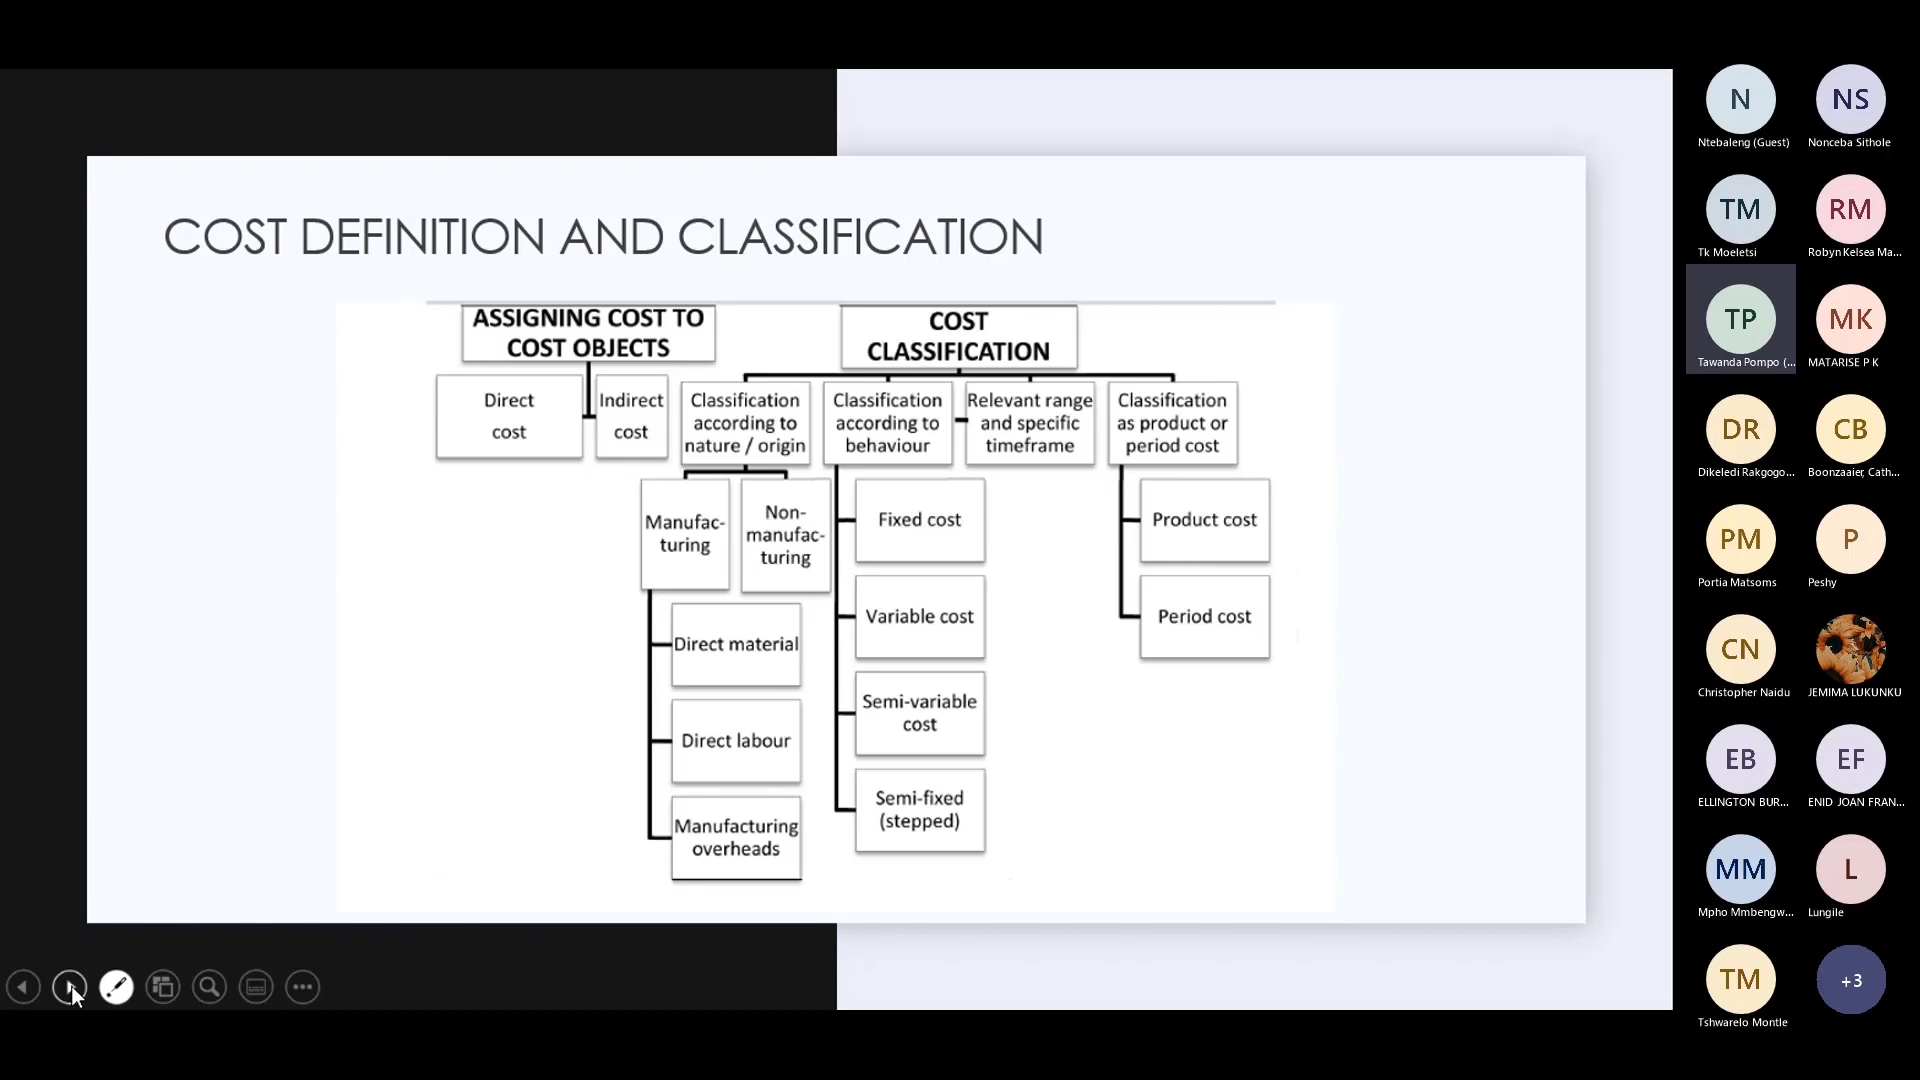 COST DEFINITION AND CLASSIFICATION
ASSIGNING COST TO
COST OBJECTS
Direct
cost
Indirect
cost
COST
CLASSIFICATION
Classification
according to
nature / origin
Manufac-
turing
Non-
manufac-
turing
Direct material
Direct labour
Manufacturing
overheads
Classification
according to
behaviour
Fixed cost
Variable cost
Semi-variable
cost
Semi-fixed
(stepped)
Relevant range
and specific
timeframe
Classification
as product or
period cost
Product cost
Period cost
N
Ntebaleng (Guest)
NS
Nonceba Sithole
TM
Tk Moeletsi
RM
Robyn Kelsea Ma...
TP
Tawanda Pompo (...
MK
MATARISE P K
DR
Dikeledi Rakgogo...
CB
Boonzaaier, Cath...
PM
Portia Matsoms
P
Peshy
CN
Christopher Naidu
JEMIMA LUKUNKU
EB
ELLINGTON BUR...
EF
ENID JOAN FRAN...
MM
Mpho Mmbengw...
L
Lungile
TM
Tshwarelo Montle
+3